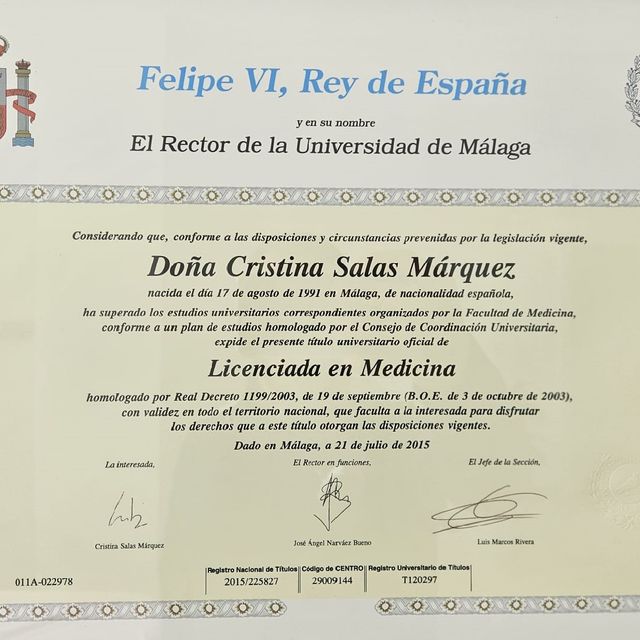 Felipe VI, Rey de España
y en su nombre
El Rector de la Universidad de Málaga
Considerando que, conforme a las disposiciones y circunstancias prevenidas por la legislación vigente,
Doña Cristina Salas Márquez
nacida el día 17 de agosto de 1991 en Málaga, de nacionalidad española,
ha superado los estudios universitarios correspondientes organizados por la Facultad de Medicina,
conforme a un plan de estudios homologado por el Consejo de Coordinación Universitaria,
expide el presente título universitario oficial de
Licenciada en Medicina
homologado por Real Decreto 1199/2003, de 19 de septiembre (B.O.E. de 3 de octubre de 2003),
con validez en todo el territorio nacional, que faculta a la interesada para disfrutar
los derechos que a este título otorgan las disposiciones vigentes.
Dado en Málaga, a 21 de julio de 2015
La interesada, El Rector en funciones, El Jefe de la Sección,
Cristina Salas Márquez José Ángel Narváez Bueno Luis Marcos Rivera
Registro Nacional de Títulos Código de CENTRO Registro Universitario de Títulos
011A-022978 2015/225827 29009144 T120297